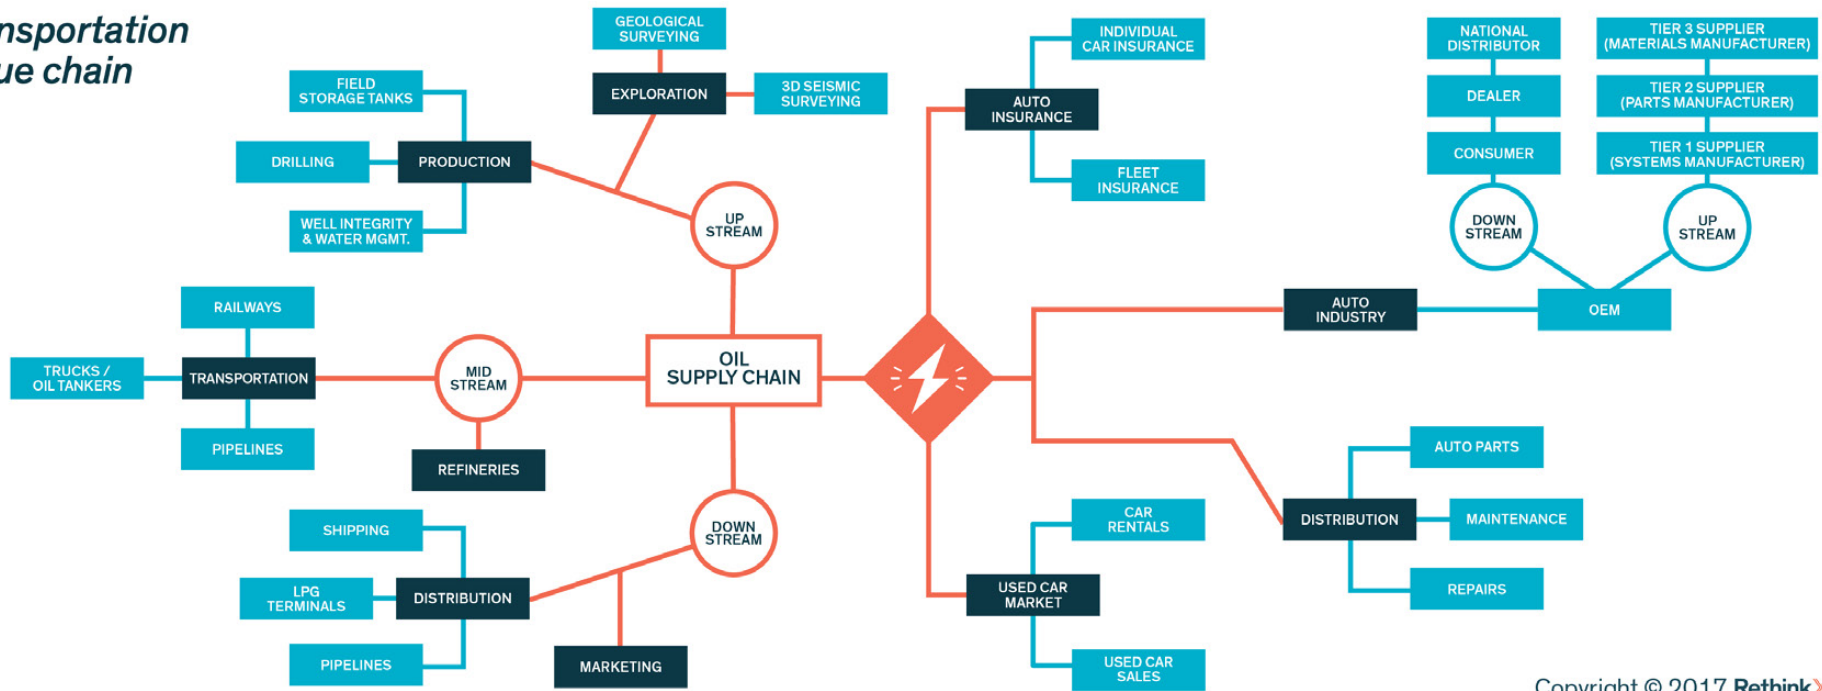 nsportation
ue chain
GEOLOGICAL
SURVEYING
EXPLORATION
3D SEISMIC
SURVEYING
FIELD
STORAGE TANKS
DRILLING
PRODUCTION
WELL INTEGRITY
& WATER MGMT.
UP
STREAM
RAILWAYS
TRUCKS /
OIL TANKERS
TRANSPORTATION
PIPELINES
MID
STREAM
REFINERIES
OIL
SUPPLY CHAIN
SHIPPING
LPG
TERMINALS
DISTRIBUTION
PIPELINES
DOWN
STREAM
MARKETING
INDIVIDUAL
CAR INSURANCE
AUTO
INSURANCE
FLEET
INSURANCE
NATIONAL
DISTRIBUTOR
DEALER
CONSUMER
DOWN
STREAM
TIER 3 SUPPLIER
(MATERIALS MANUFACTURER)
TIER 2 SUPPLIER
(PARTS MANUFACTURER)
TIER 1 SUPPLIER
(SYSTEMS MANUFACTURER)
UP
STREAM
AUTO
INDUSTRY
OEM
AUTO PARTS
DISTRIBUTION
MAINTENANCE
REPAIRS
CAR
RENTALS
USED CAR
MARKET
USED CAR
SALES
Copyright © 2017 Rethink